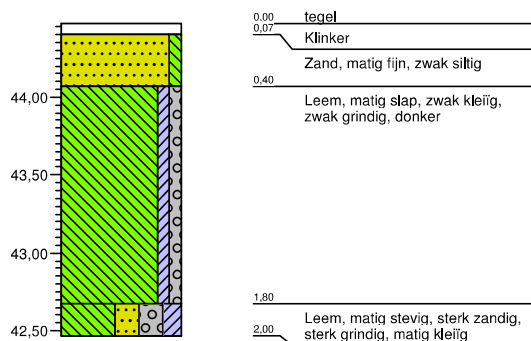 0.00 tegel
0,07
Klinker
Zand, matig fijn, zwak siltig
44,00
0,40
Leem, matig slap, zwak kleiïg,
zwak grindig, donker
43,50
43,00
1,80
Leem, matig stevig, sterk zandig,
42,50
2,00
sterk grindig, matig kleiïg